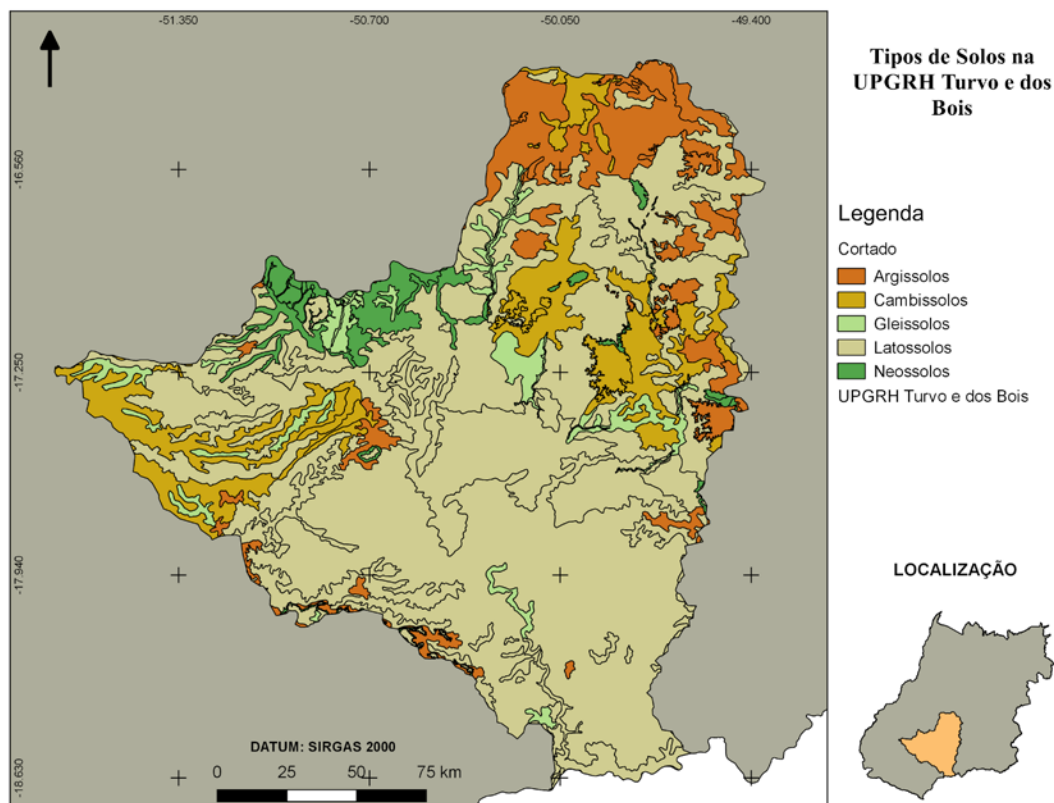 -51.350
-50.700
-50.050
-49.400
-16.560
-17.250
-17.940
-18.630
DATUM: SIRGAS 2000
0 25 50 75 km
Tipos de Solos na
UPGRH Turvo e dos
Bois
Legenda
Cortado
Argissolos
Cambissolos
Gleissolos
Latossolos
Neossolos
UPGRH Turvo e dos Bois
LOCALIZAÇÃO